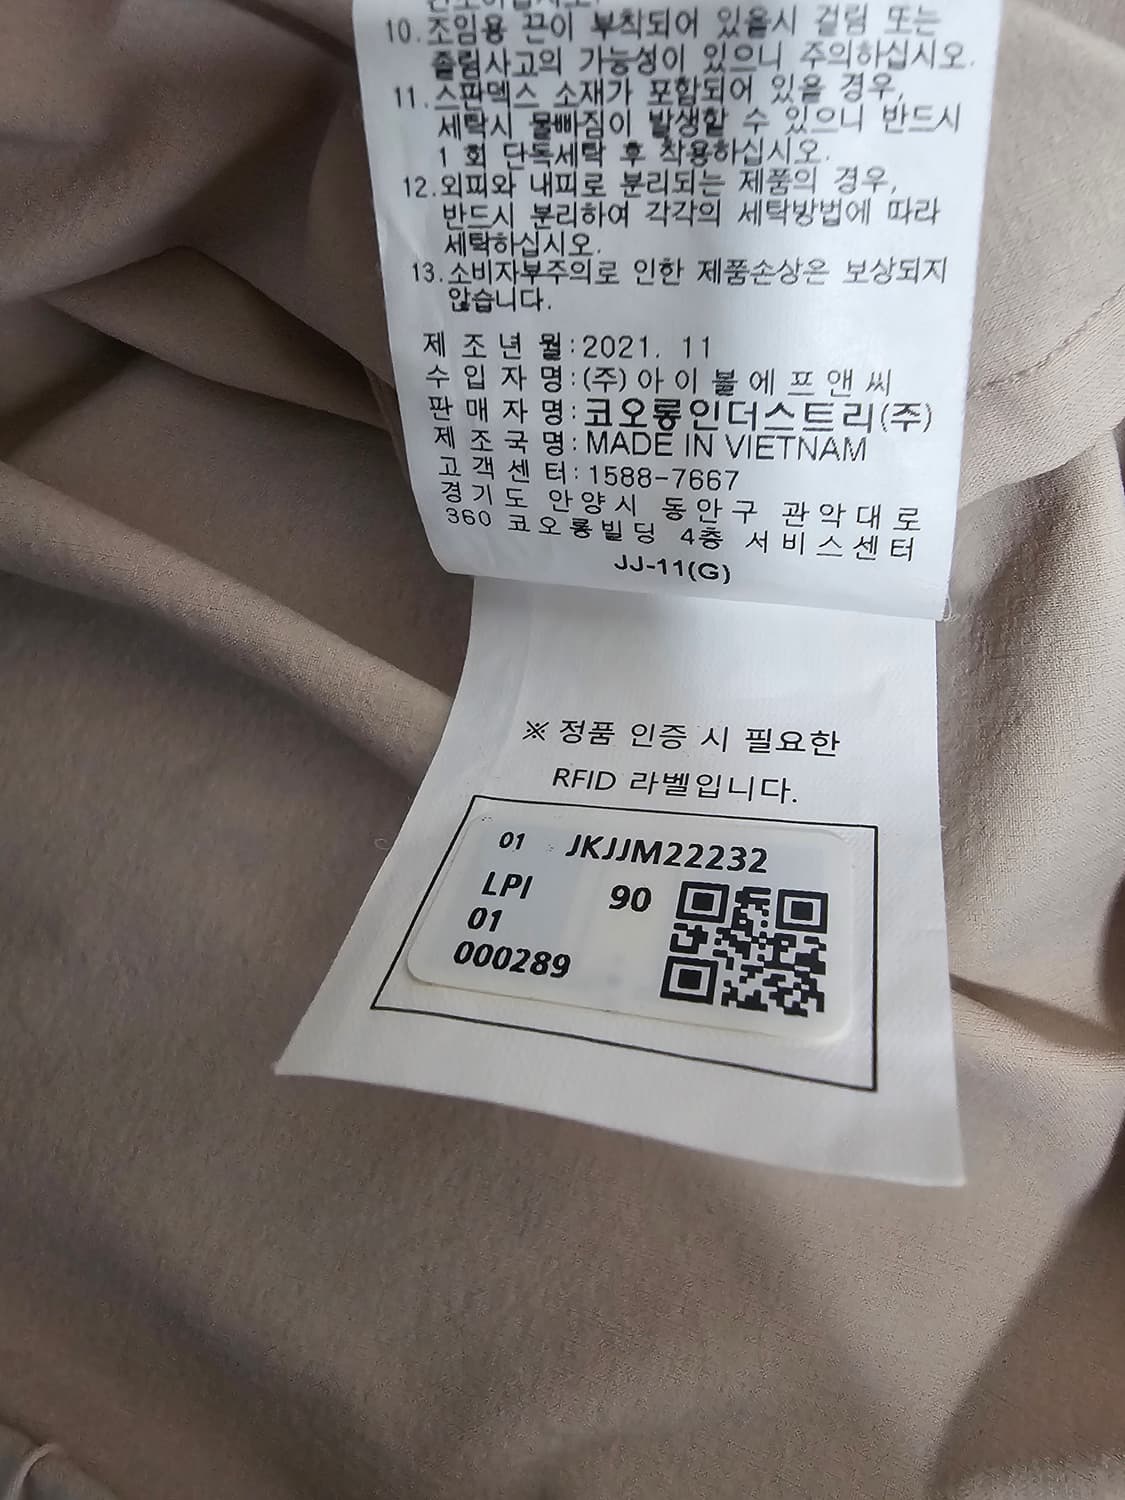 10.조임용 끈이 부착되어 있을시 걸림 또는
졸림사고의 가능성이 있으니 주의하십시오.
11.스판덱스 소재가 포함되어 있을 경우,
세탁시 물빠짐이 발생할 수 있으니 반드시
1 회 단독세탁 후 착용하십시오.
12.외피와 내피로 분리되는 제품의 경우,
반드시 분리하여 각각의 세탁방법에 따라
세탁하십시오.
13.소비자부주의로 인한 제품손상은 보상되지
않습니다.
제 조 년 월:2021. 11
수 입 자 명:(주)아이볼에프앤씨
판 매 자 명:코오롱인더스트리(주)
제 조 국 명:MADE IN VIETNAM
고 객 센 터:1588-7667
경기도 안양시 동안구 관악대로
360 코오롱빌딩 4층 서비스센터
JJ-11(G)
※ 정품 인증 시 필요한
RFID 라벨입니다.
01 JKJJM22232
LPI 90
01
000289